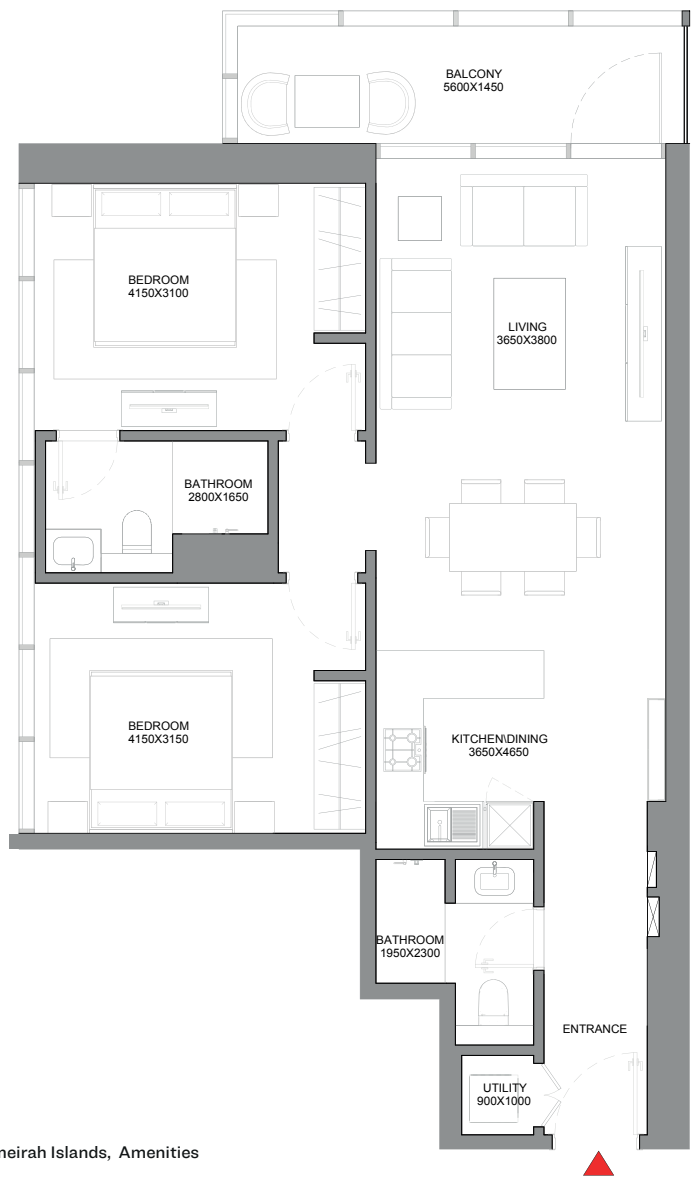 BALCONY
5600X1450
BEDROOM
4150X3100
LIVING
3650X3800
BATHROOM
2800X1650
BEDROOM
4150X3150
KITCHEN\DINING
3650X4650
BATHROOM
1950X2300
ENTRANCE
UTILITY
900X1000
neirah Islands, Amenities